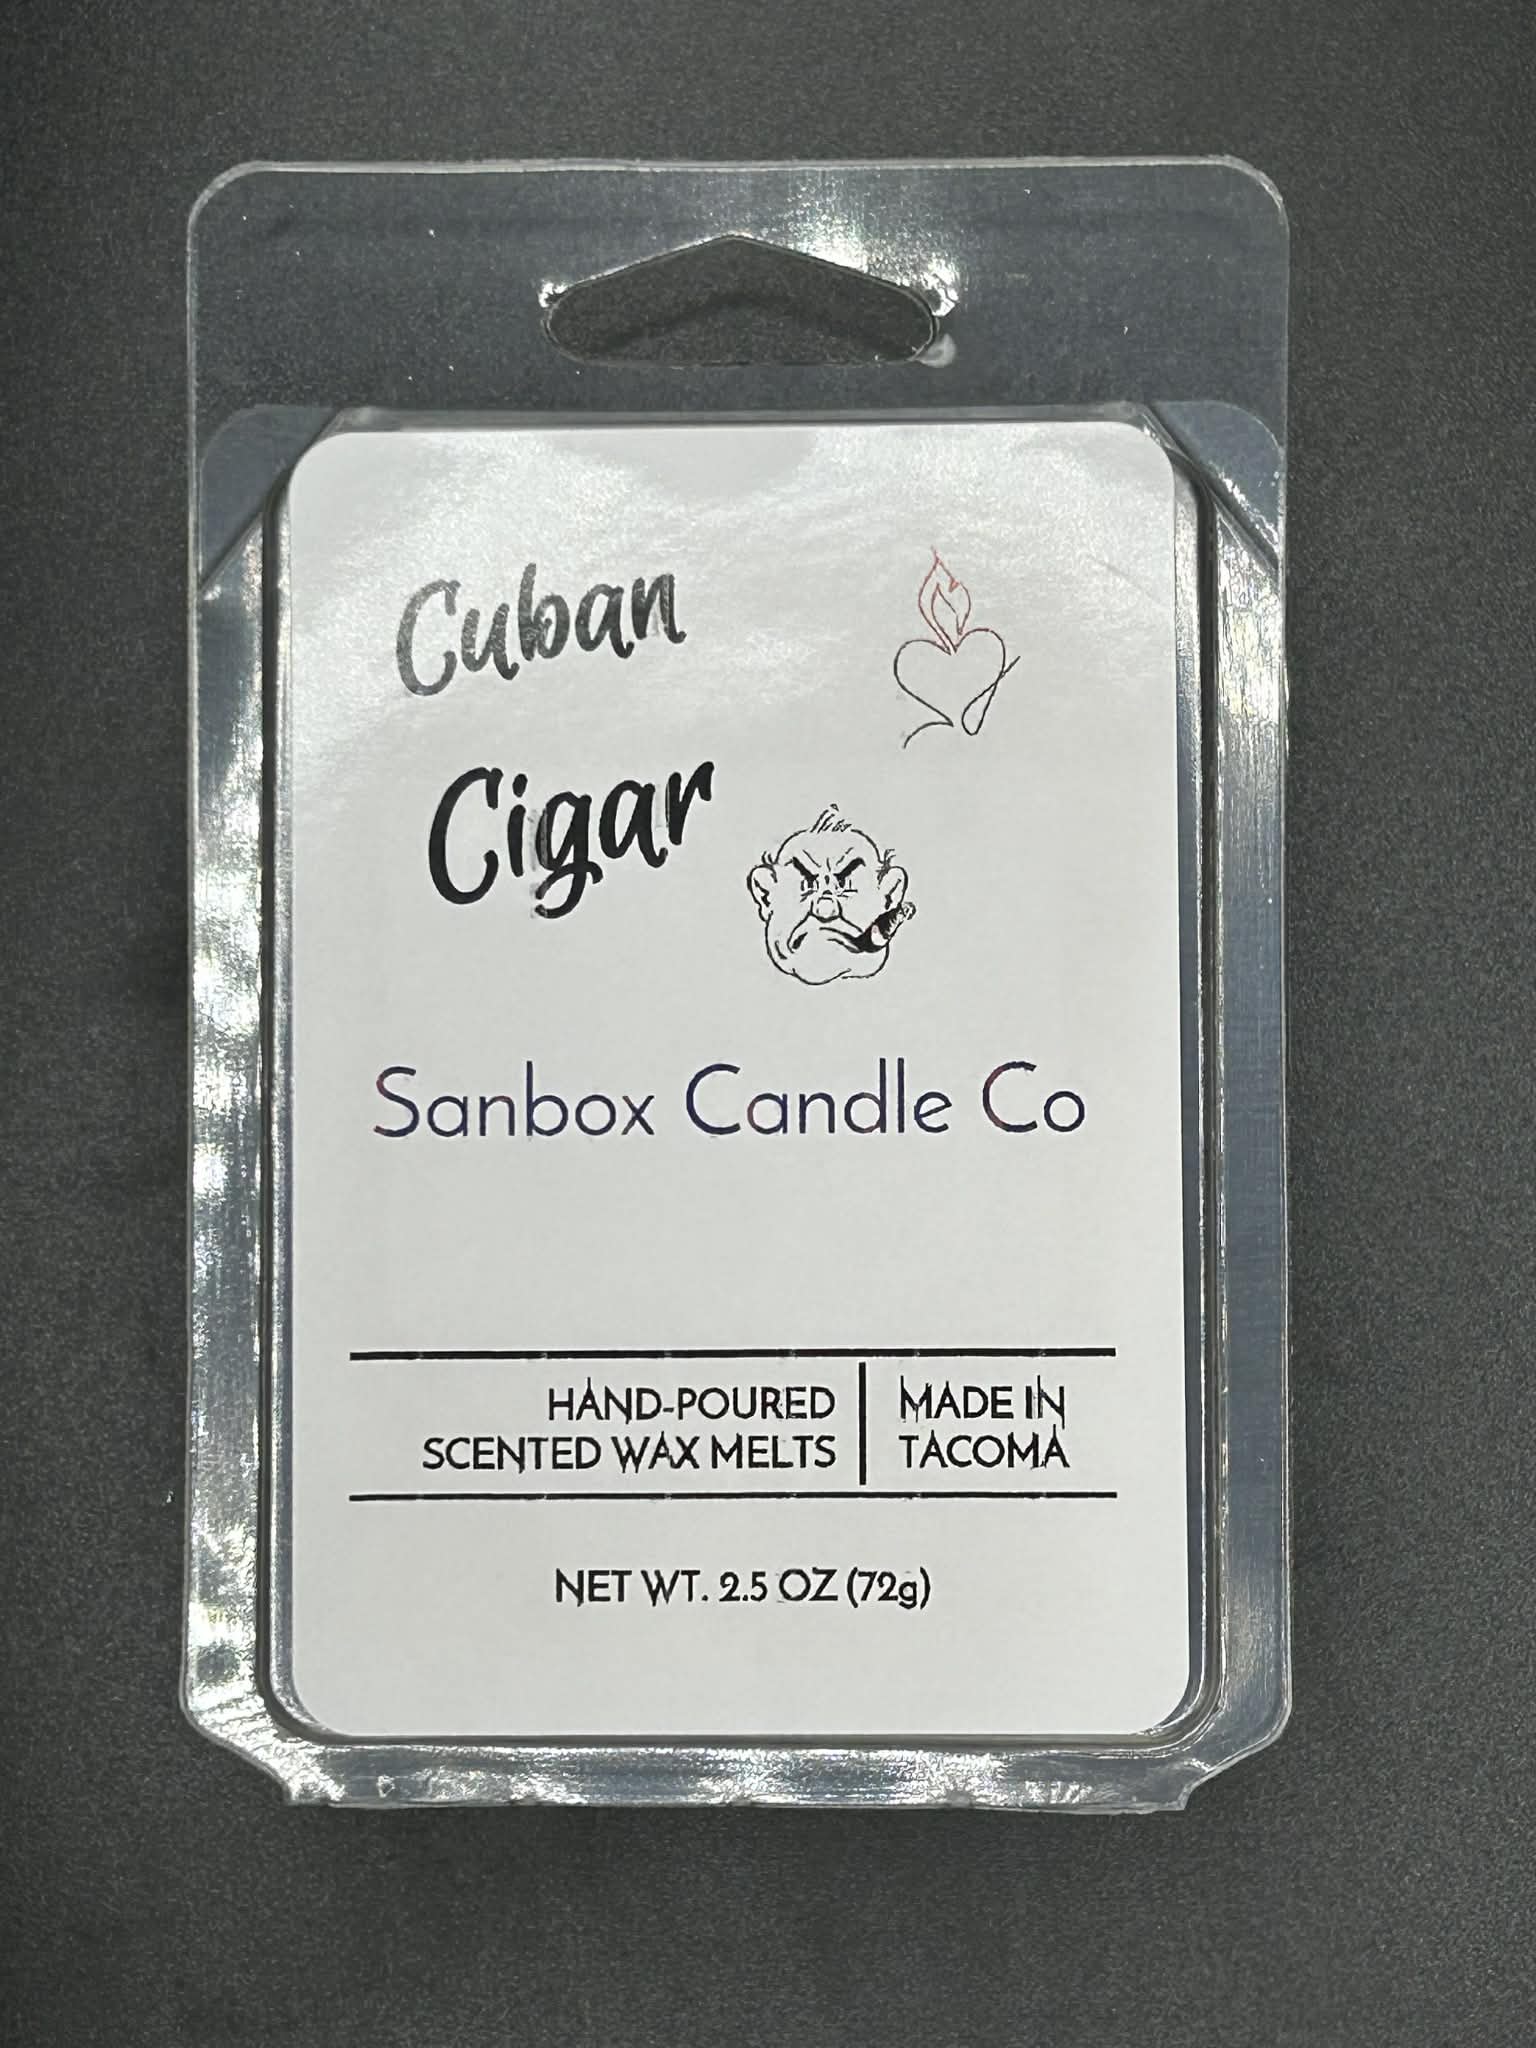 Cuban
Cigar
Sanbox Candle Co
HAND-POURED
SCENTED WAX MELTS
MADE IN
TACOMA
NET WT. 2.5 OZ (72g)